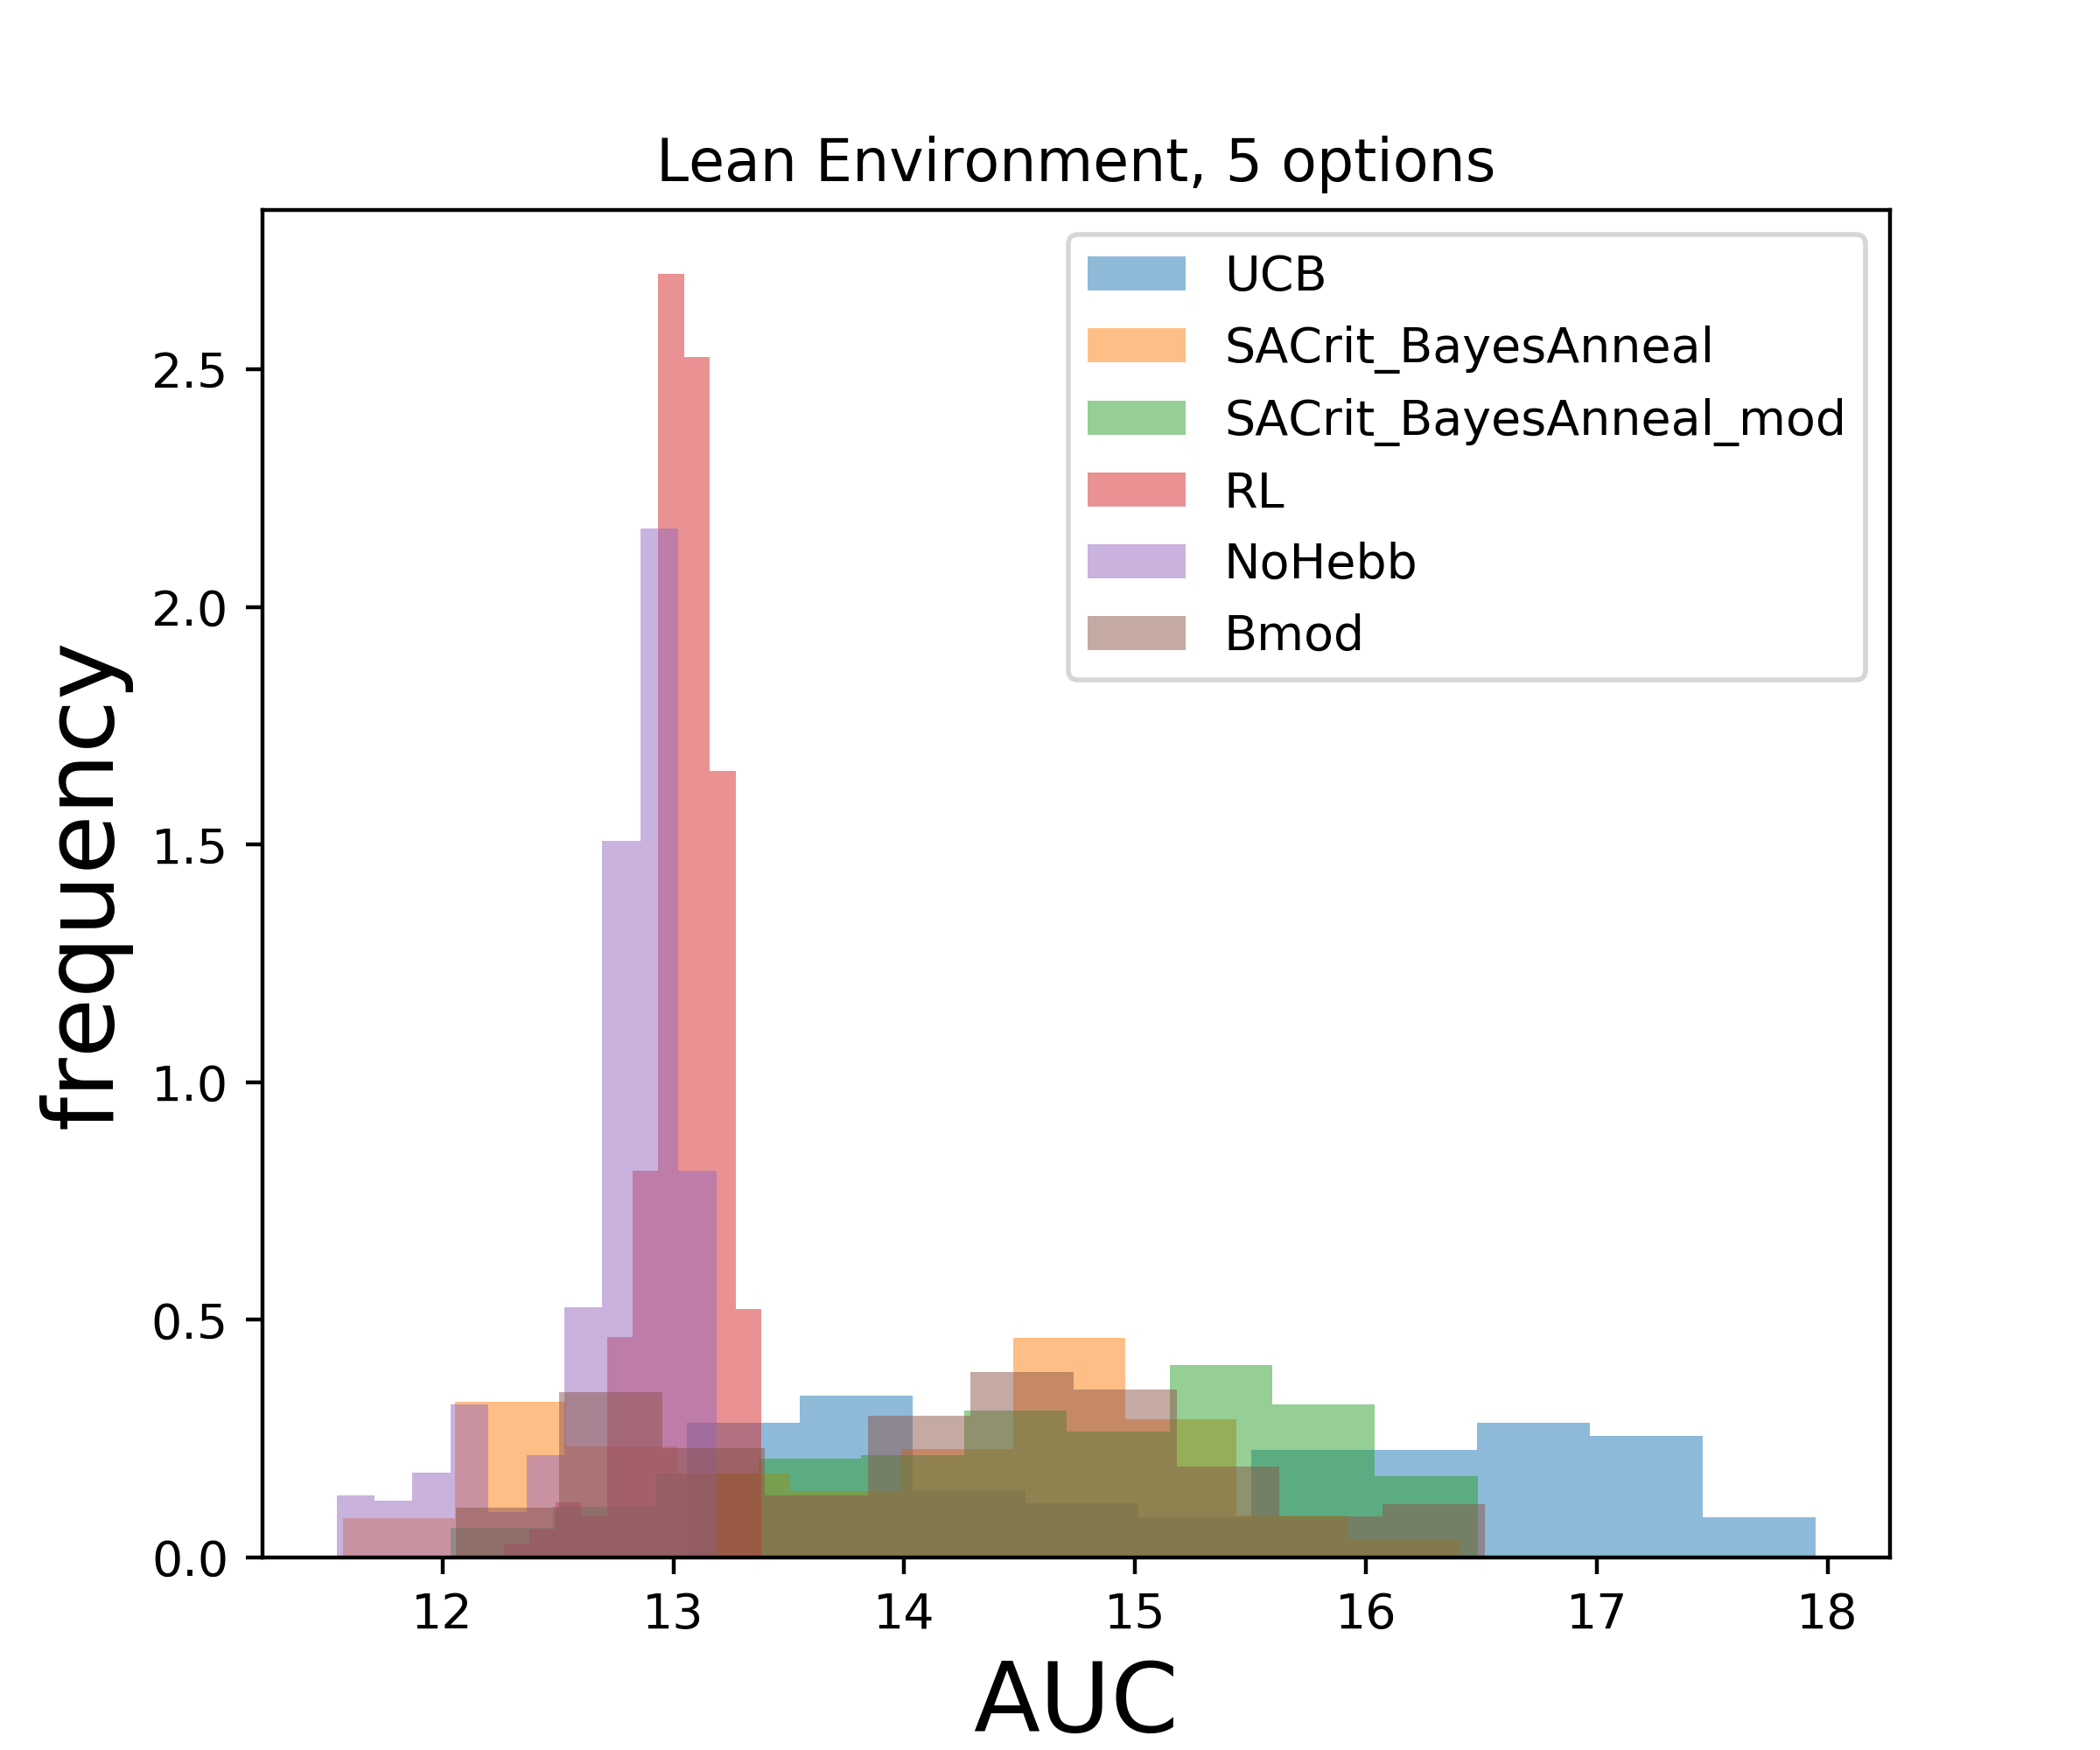 Lean Environment, 5 options
UCB
SACrit_BayesAnneal
SACrit_BayesAnneal_mod
RL
NoHebb
Bmod
frequency
2.5
2.0
1.5
1.0
0.5
0.0
12 13 14 15 16 17 18
AUC